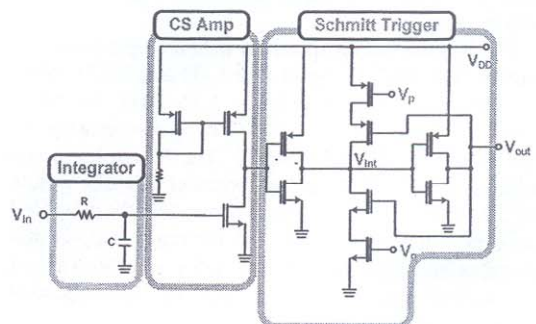 CS Amp
Schmitt Trigger
Integrator
V_DD
V_p
V_Int
V_out
V_in
R
C
V